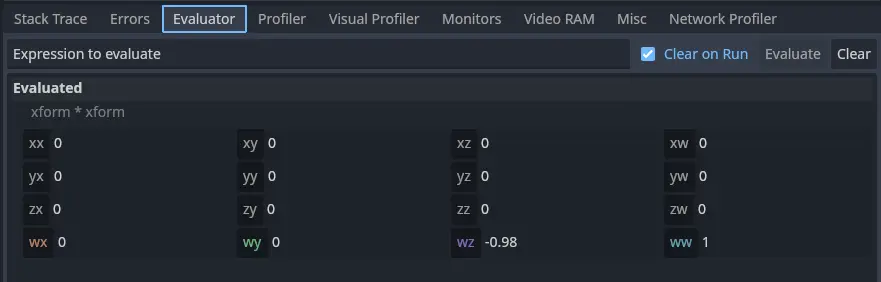 Stack Trace Errors Evaluator Profiler Visual Profiler Monitors Video RAM Misc Network Profiler
Expression to evaluate Clear on Run Evaluate Clear
Evaluated
xform * xform
xx 0 xy 0 xz 0 xw 0
yx 0 yy 0 yz 0 yw 0
zx 0 zy 0 zz 0 zw 0
wx 0 wy 0 wz -0.98 ww 1